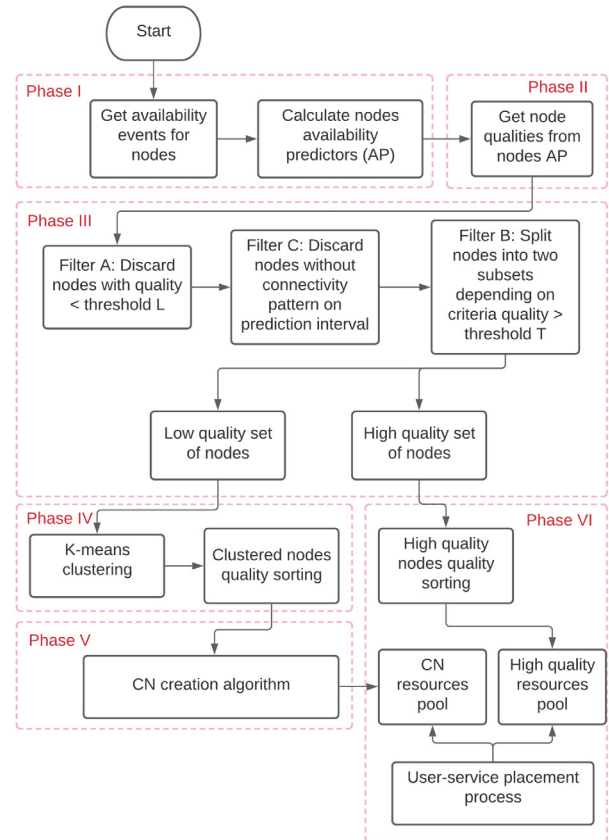 Start
Phase I
Get availability
events for
nodes
Calculate nodes
availability
predictors (AP)
Phase II
Get node
qualities from
nodes AP
Phase III
Filter A: Discard
nodes with quality
< threshold L
Filter C: Discard
nodes without
connectivity
pattern on
prediction interval
Filter B: Split
nodes into two
subsets
depending on
criteria quality >
threshold T
Low quality set
of nodes
High quality set
of nodes
Phase IV
K-means
clustering
Clustered nodes
quality sorting
Phase V
CN creation algorithm
Phase VI
High quality
nodes quality
sorting
CN
resources
pool
High quality
resources
pool
User-service placement
process